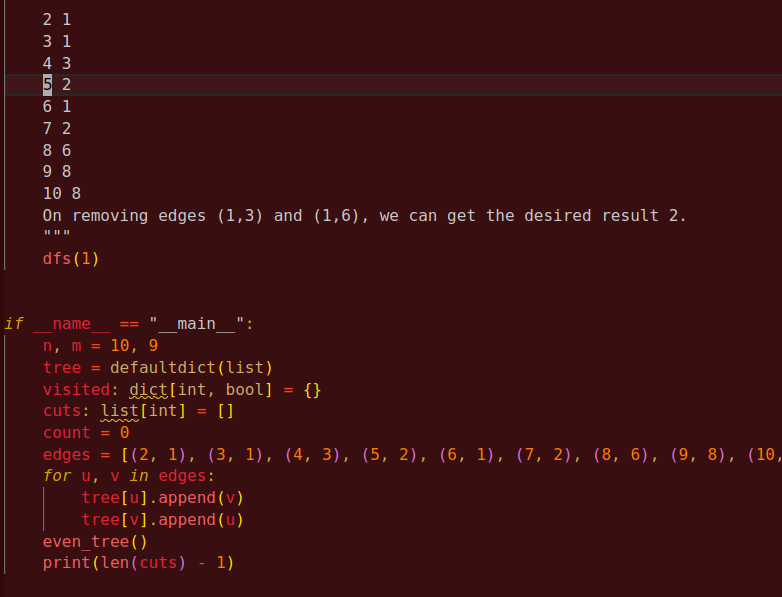 2 1
3 1
4 3
5 2
6 1
7 2
8 6
9 8
10 8
On removing edges (1,3) and (1,6), we can get the desired result 2.
"""
dfs(1)
if __name__ == "__main__":
n, m = 10, 9
tree = defaultdict(list)
visited: dict[int, bool] = {}
cuts: list[int] = []
count = 0
edges = [(2, 1), (3, 1), (4, 3), (5, 2), (6, 1), (7, 2), (8, 6), (9, 8), (10,
for u, v in edges:
tree[u].append(v)
tree[v].append(u)
even_tree()
print(len(cuts) - 1)